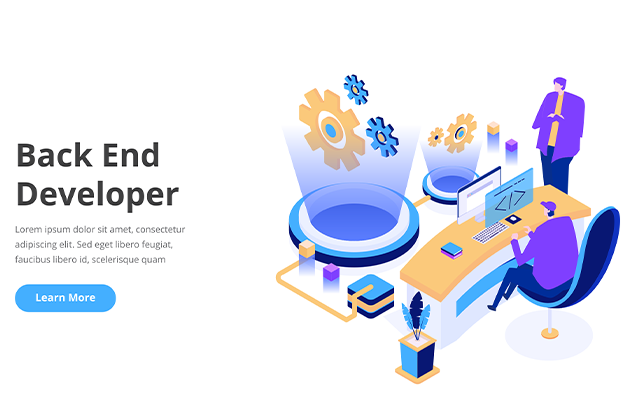 Back End
Developer
Lorem ipsum dolor sit amet, consectetur
adipiscing elit. Sed eget libero feugiat,
faucibus libero id, scelerisque quam
Learn More
</>